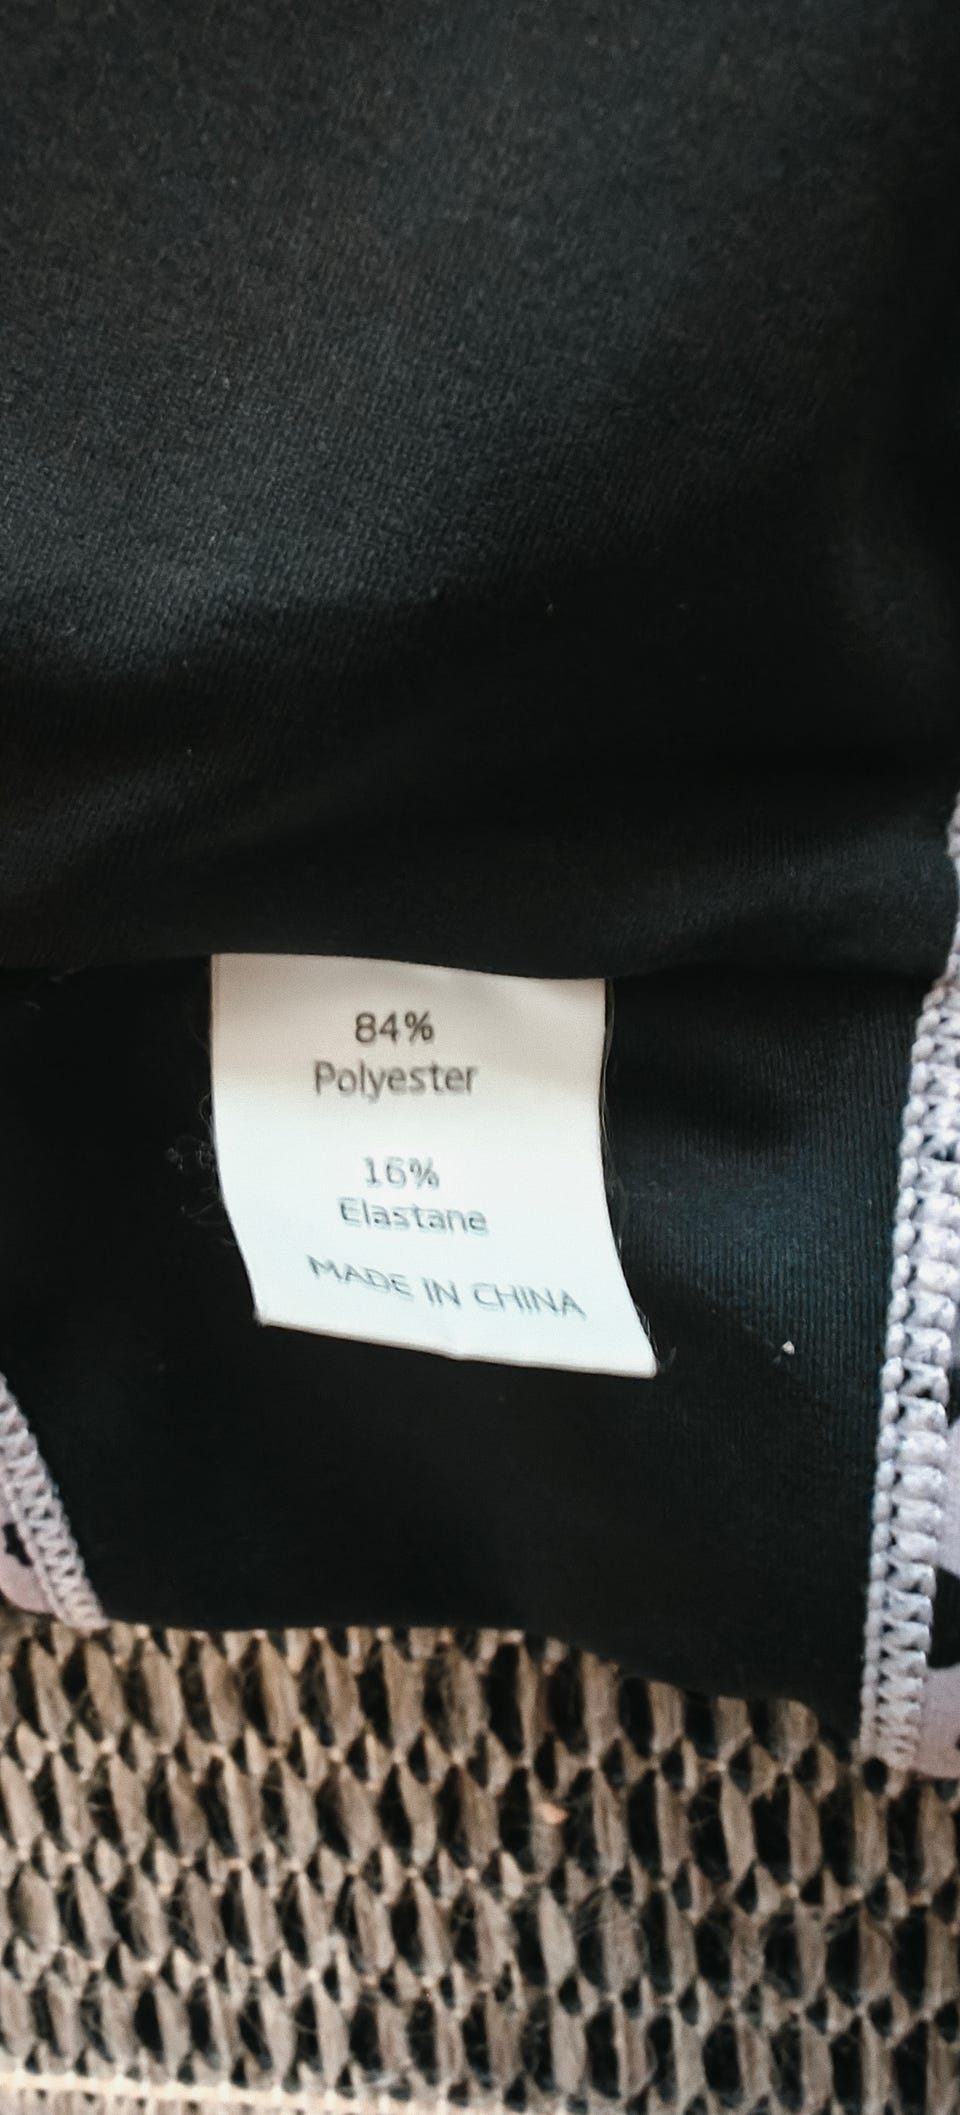 84%
Polyester
16%
Elastane
MADE IN CHINA